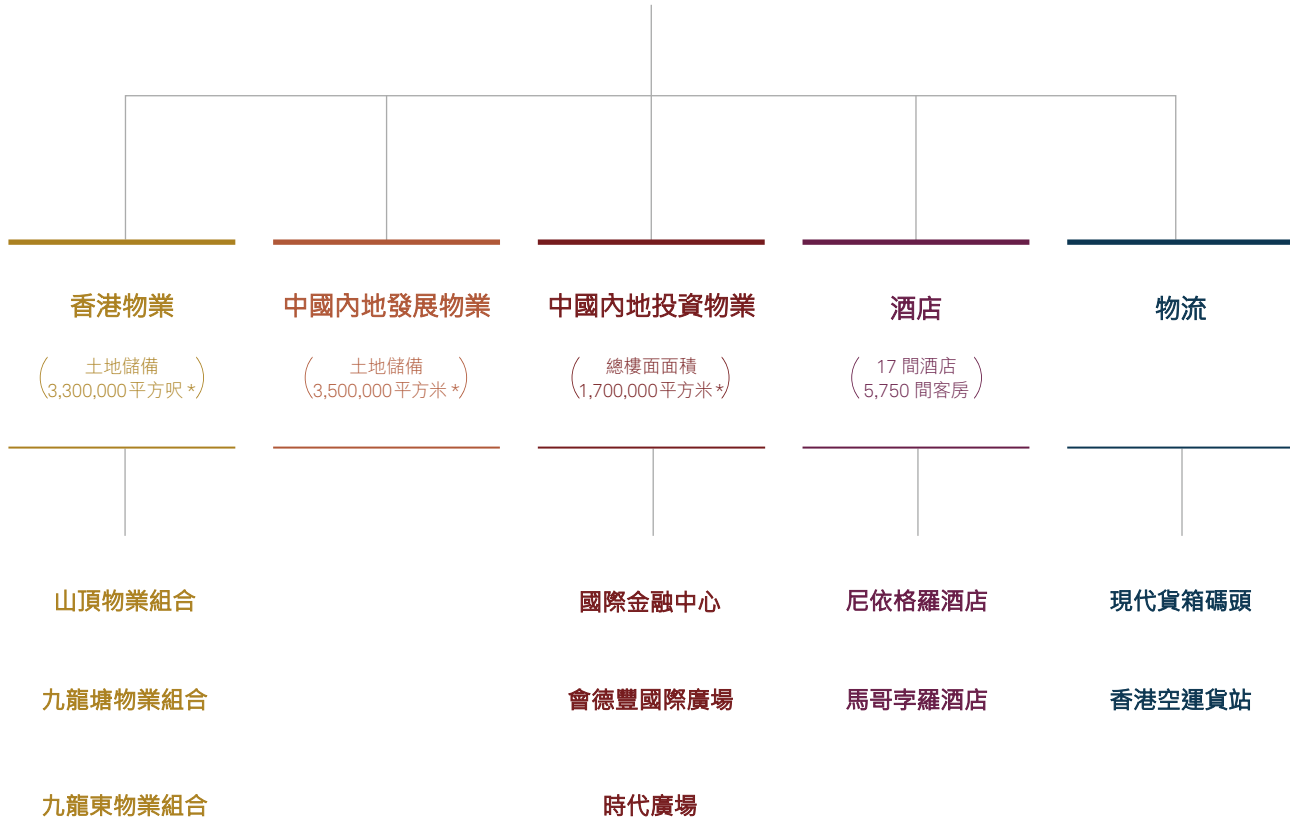 香港物業
土地儲備
3,300,000平方呎*
中國內地發展物業
土地儲備
3,500,000平方米*
中國內地投資物業
總樓面面積
1,700,000平方米*
酒店
17 間酒店
5,750 間客房
物流
山頂物業組合
九龍塘物業組合
九龍東物業組合
國際金融中心
會德豐國際廣場
時代廣場
尼依格羅酒店
馬哥孛羅酒店
現代貨箱碼頭
香港空運貨站